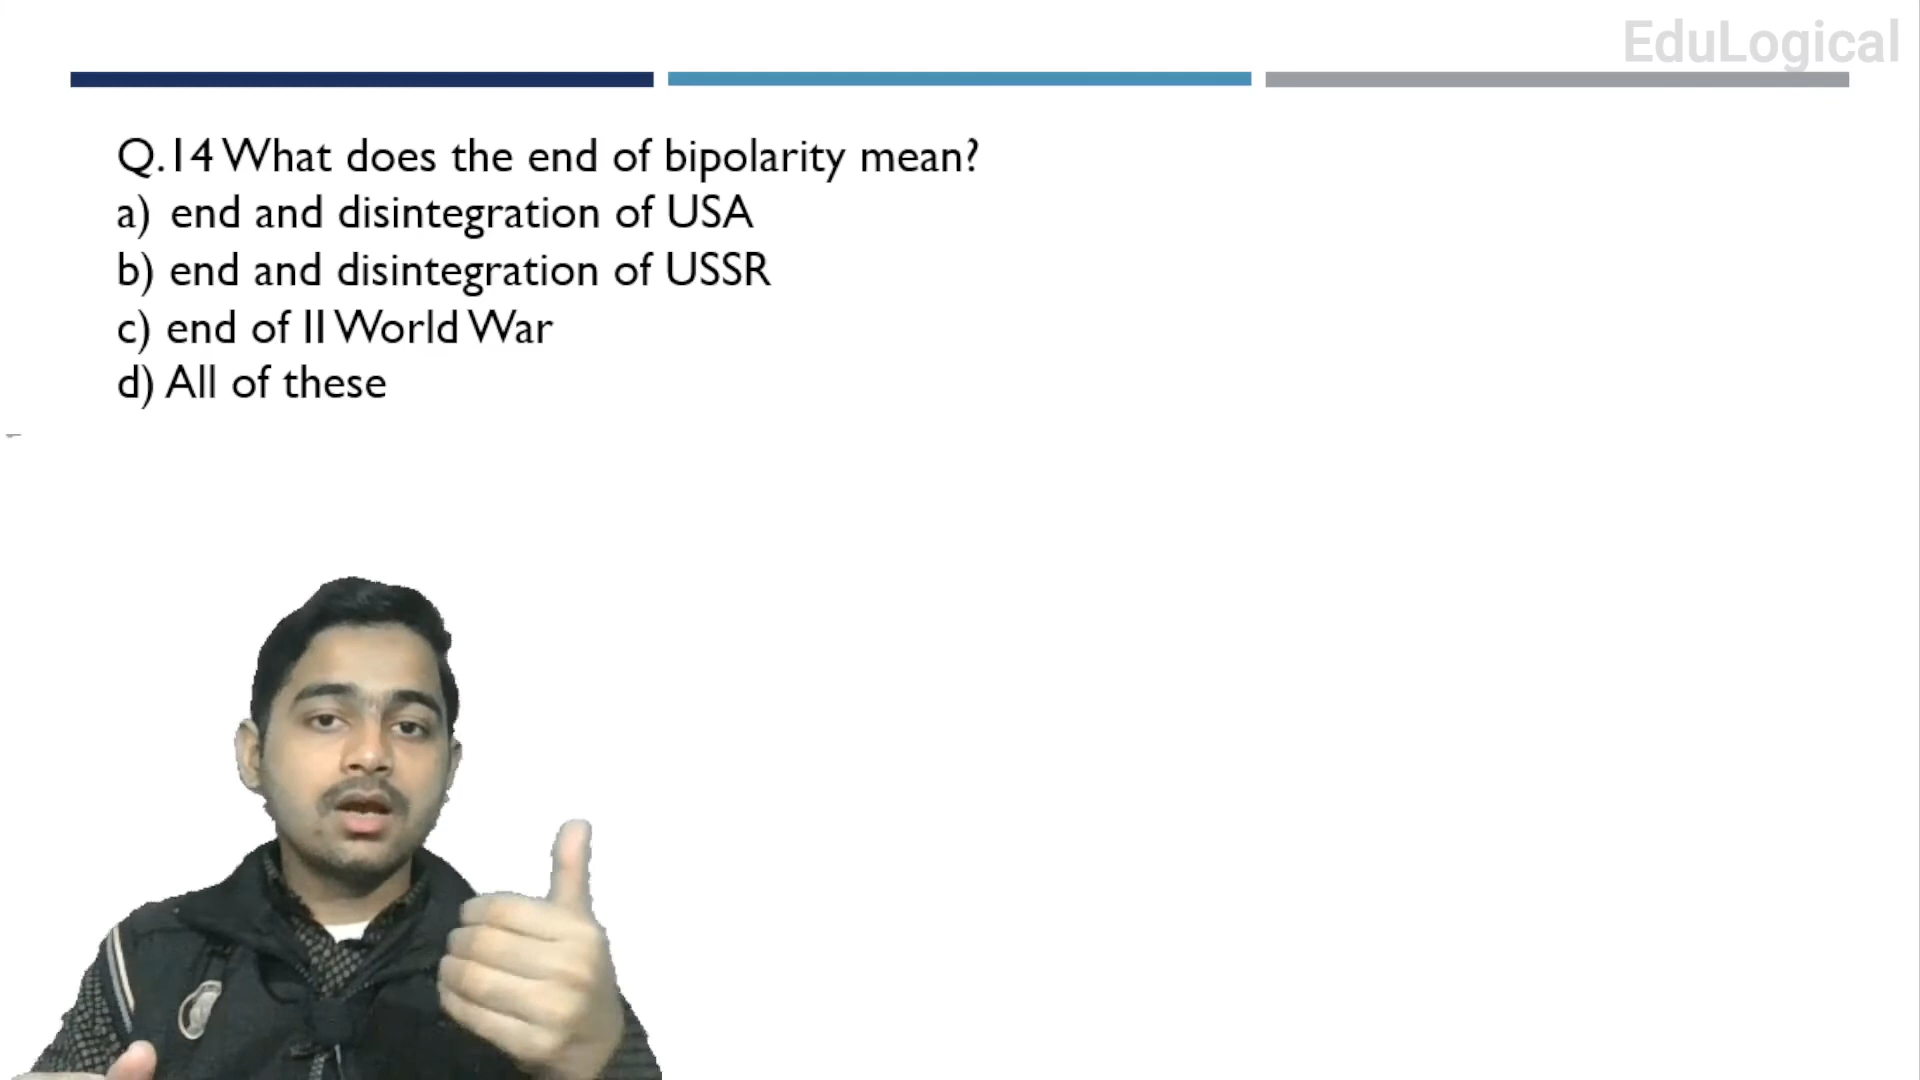 EduLogical
Q.14 What does the end of bipolarity mean?
a) end and disintegration of USA
b) end and disintegration of USSR
c) end of II World War
d) All of these